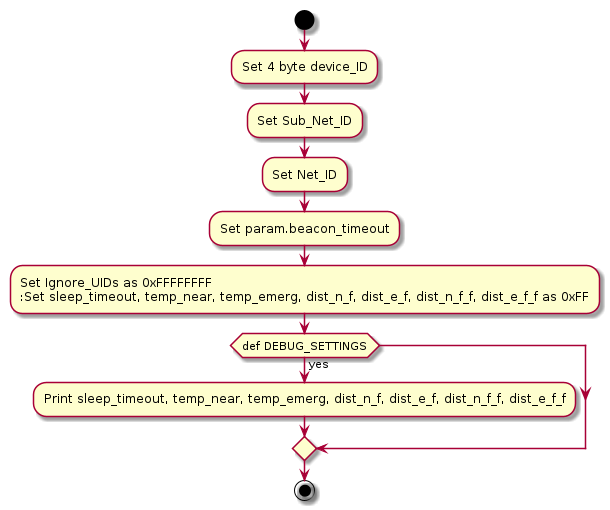 Set 4 byte device_ID
Set Sub_Net_ID
Set Net_ID
Set param.beacon_timeout
Set Ignore_UIDs as 0xFFFFFFFF
:Set sleep_timeout, temp_near, temp_emerg, dist_n_f, dist_e_f, dist_n_f_f, dist_e_f_f as 0xFF
def DEBUG_SETTINGS
yes
Print sleep_timeout, temp_near, temp_emerg, dist_n_f, dist_e_f, dist_n_f_f, dist_e_f_f